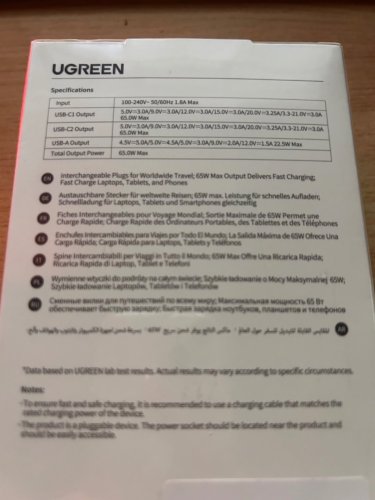 UGREEN
Specifications
Input 100-240V~ 50/60Hz 1.8A Max
USB-C1 Output 5.0V⎓3.0A/9.0V⎓3.0A/12.0V⎓3.0A/15.0V⎓3.0A/20.0V⎓3.25A/3.3-21.0V⎓3.0A
65.0W Max
USB-C2 Output 5.0V⎓3.0A/9.0V⎓3.0A/12.0V⎓3.0A/15.0V⎓3.0A/20.0V⎓3.25A/3.3-21.0V⎓3.0A
65.0W Max
USB-A Output 4.5V⎓5.0A/5.0V⎓4.5A/5.0V⎓3.0A/9.0V⎓2.0A/12.0V⎓1.5A 22.5W Max
Total Output Power 65.0W Max
EN Interchangeable Plugs for Worldwide Travel; 65W Max Output Delivers Fast Charging;
Fast Charge Laptops, Tablets, and Phones
DE Austauschbare Stecker für weltweite Reisen; 65W max. Leistung für schnelles Aufladen;
Schnellladung für Laptops, Tablets und Smartphones gleichzeitig
FR Fiches Interchangeables pour Voyage Mondial; Sortie Maximale de 65W Permet une
Charge Rapide; Charge Rapide des Ordinateurs Portables, des Tablettes et des Téléphones
ES Enchufes Intercambiables para Viajes por Todo El Mundo; La Salida Máxima de 65W Ofrece Una
Carga Rápida; Carga Rápida para Laptops, Tablets y Teléfonos
IT Spine Intercambiabili per Viaggi in Tutto il Mondo; 65W Max Offre Una Ricarica Rapida;
Ricarica Rapida di Laptop, Tablet e Telefoni
PL Wymienne wtyczki do podróży na całym świecie; Szybkie ładowanie o Mocy Maksymalnej 65W;
Szybkie ładowanie Laptopów, Tabletów i Telefonów
RU Сменные вилки для путешествий по всему миру; Максимальная мощность 65 Вт
обеспечивает быструю зарядку; Быстрая зарядка ноутбуков, планшетов и телефонов
AR
*Data based on UGREEN lab test results. Actual results may vary according to specific circumstances.
Notes:
-To ensure fast and safe charging, it is recommended to use a charging cable that matches the
rated charging power of the device.
-The product is a pluggable device. The power socket should be located near the product and
should be easily accessible.